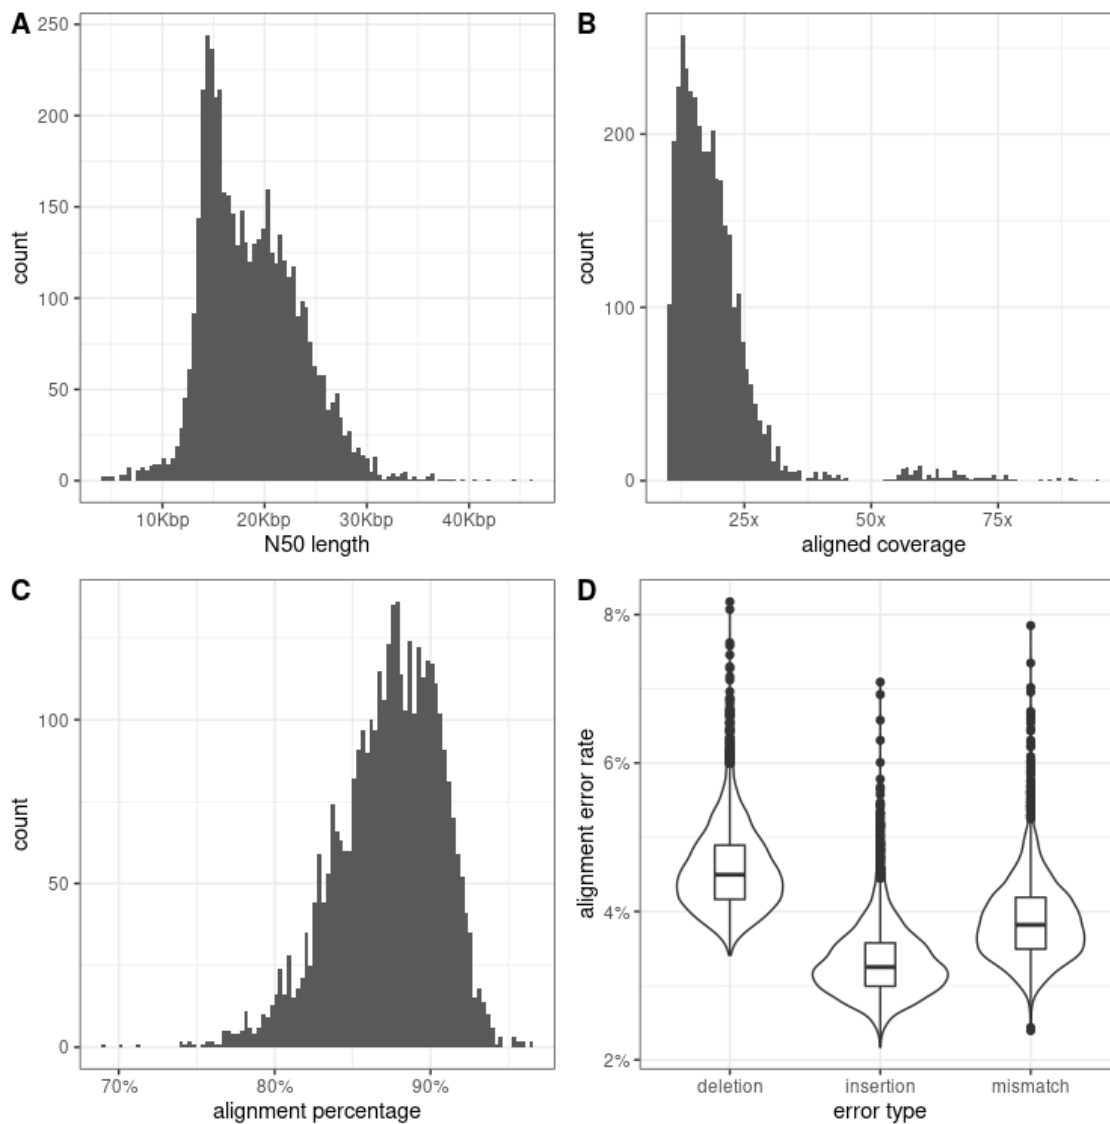 A
250
200
150
100
50
0
count
10Kbp 20Kbp 30Kbp 40Kbp
N50 length
B
200
100
0
count
25x 50x 75x
aligned coverage
C
100
50
0
count
70% 80% 90%
alignment percentage
D
8%
6%
4%
2%
alignment error rate
deletion insertion mismatch
error type